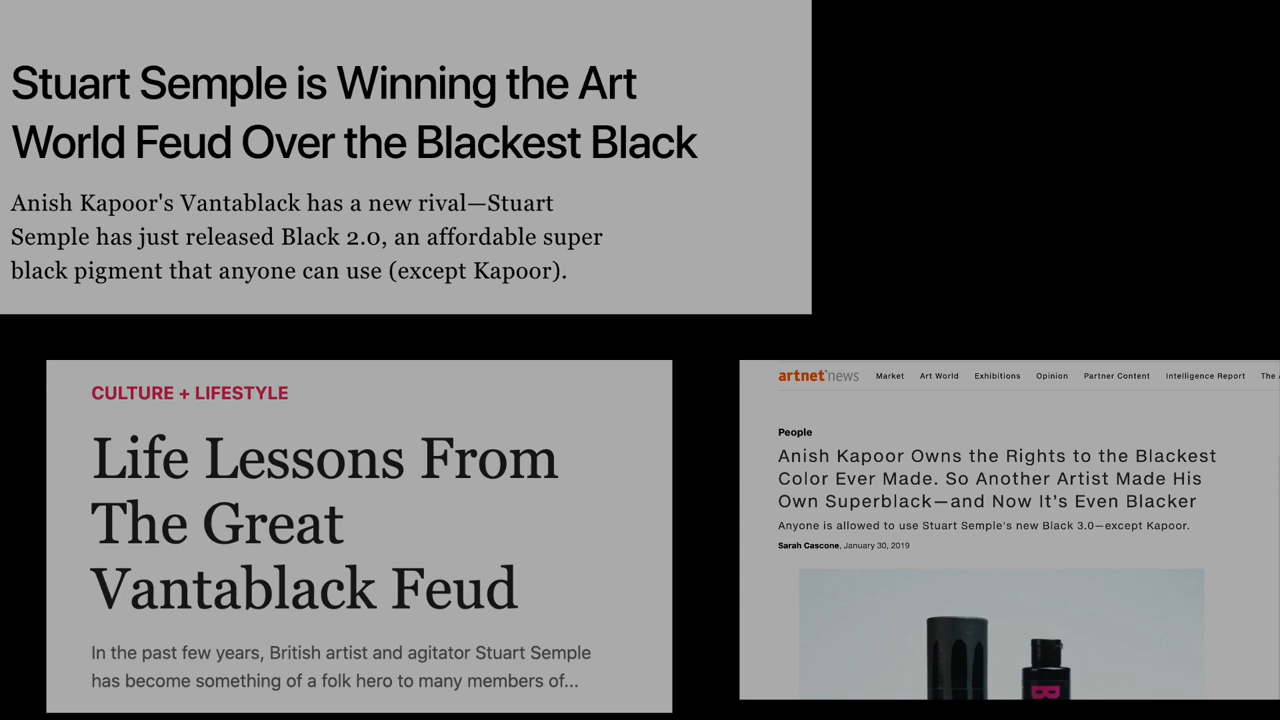 Stuart Semple is Winning the Art
World Feud Over the Blackest Black
Anish Kapoor's Vantablack has a new rival—Stuart
Semple has just released Black 2.0, an affordable super
black pigment that anyone can use (except Kapoor).
CULTURE + LIFESTYLE
Life Lessons From
The Great
Vantablack Feud
In the past few years, British artist and agitator Stuart Semple
has become something of a folk hero to many members of...
artnet news Market Art World Exhibitions Opinion Partner Content Intelligence Report The
People
Anish Kapoor Owns the Rights to the Blackest
Color Ever Made. So Another Artist Made His
Own Superblack—and Now It's Even Blacker
Anyone is allowed to use Stuart Semple's new Black 3.0—except Kapoor.
Sarah Cascone, January 30, 2019
B